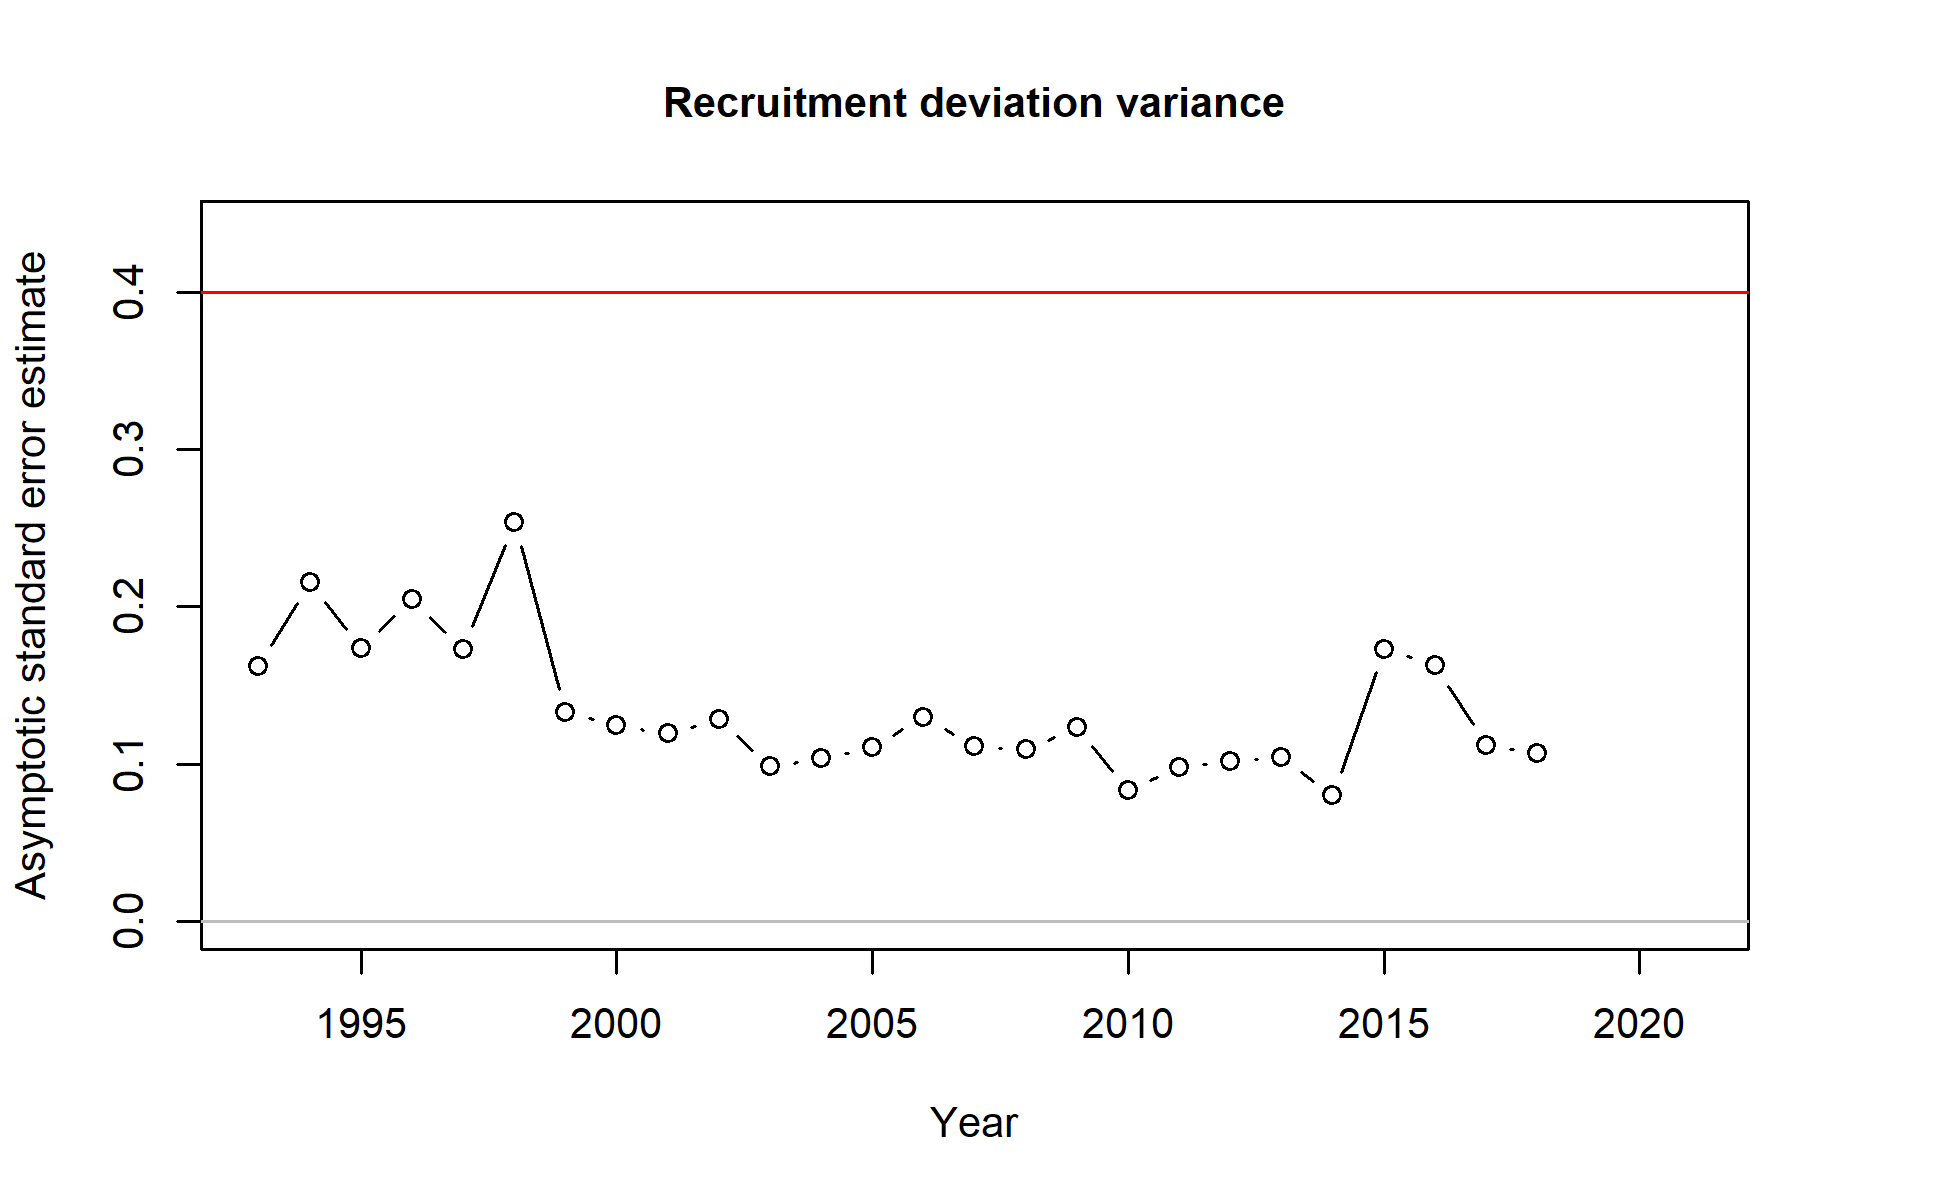 Recruitment deviation variance
Asymptotic standard error estimate
0.4
0.3
0.2
0.1
0.0
1995 2000 2005 2010 2015 2020
Year